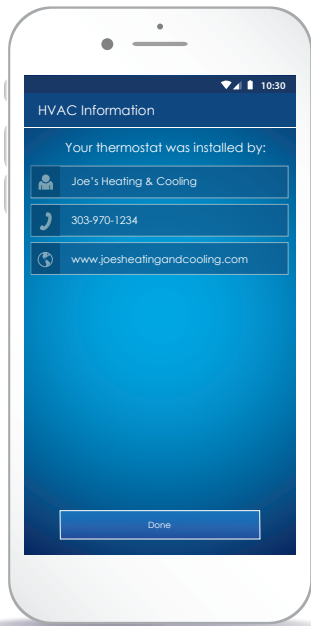 10:30
HVAC Information
Your thermostat was installed by:
Joe's Heating & Cooling
303-970-1234
www.joesheatingandcooling.com
Done